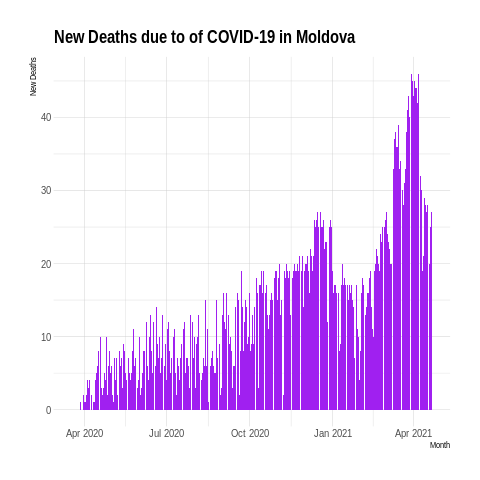 New Deaths due to of COVID-19 in Moldova
New Deaths
40
30
20
10
0
Apr 2020 Jul 2020 Oct 2020 Jan 2021 Apr 2021
Month